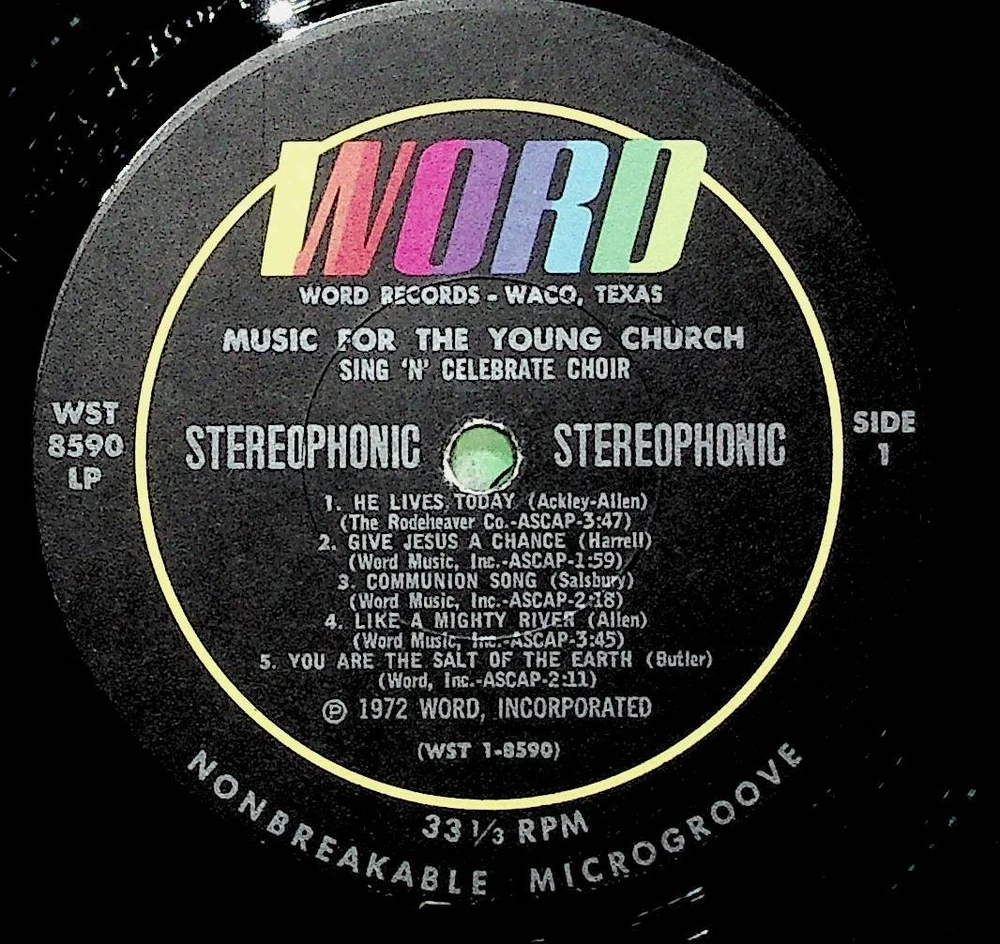 WORD
WORD RECORDS - WACO, TEXAS
MUSIC FOR THE YOUNG CHURCH
SING 'N' CELEBRATE CHOIR
WST
8590
LP
STEREOPHONIC STEREOPHONIC
SIDE
1
1. HE LIVES TODAY (Ackley-Allen)
(The Rodeheaver Co.-ASCAP-3:47)
2. GIVE JESUS A CHANCE (Harrell)
(Word Music, Inc.-ASCAP-1:59)
3. COMMUNION SONG (Salsbury)
(Word Music, Inc.-ASCAP-2:18)
4. LIKE A MIGHTY RIVER (Allen)
(Word Music, Inc.-ASCAP-3:45)
5. YOU ARE THE SALT OF THE EARTH (Butler)
(Word, Inc.-ASCAP-2:11)
℗ 1972 WORD, INCORPORATED
(WST 1-8590)
33 1/3 RPM
NONBREAKABLE MICROGROOVE